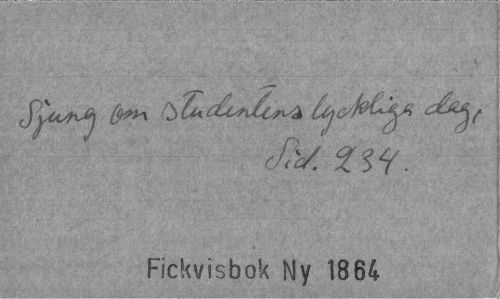 Sjung om studentens lyckliga dag,
Sid. 234.
Fickvisbok Ny 1864